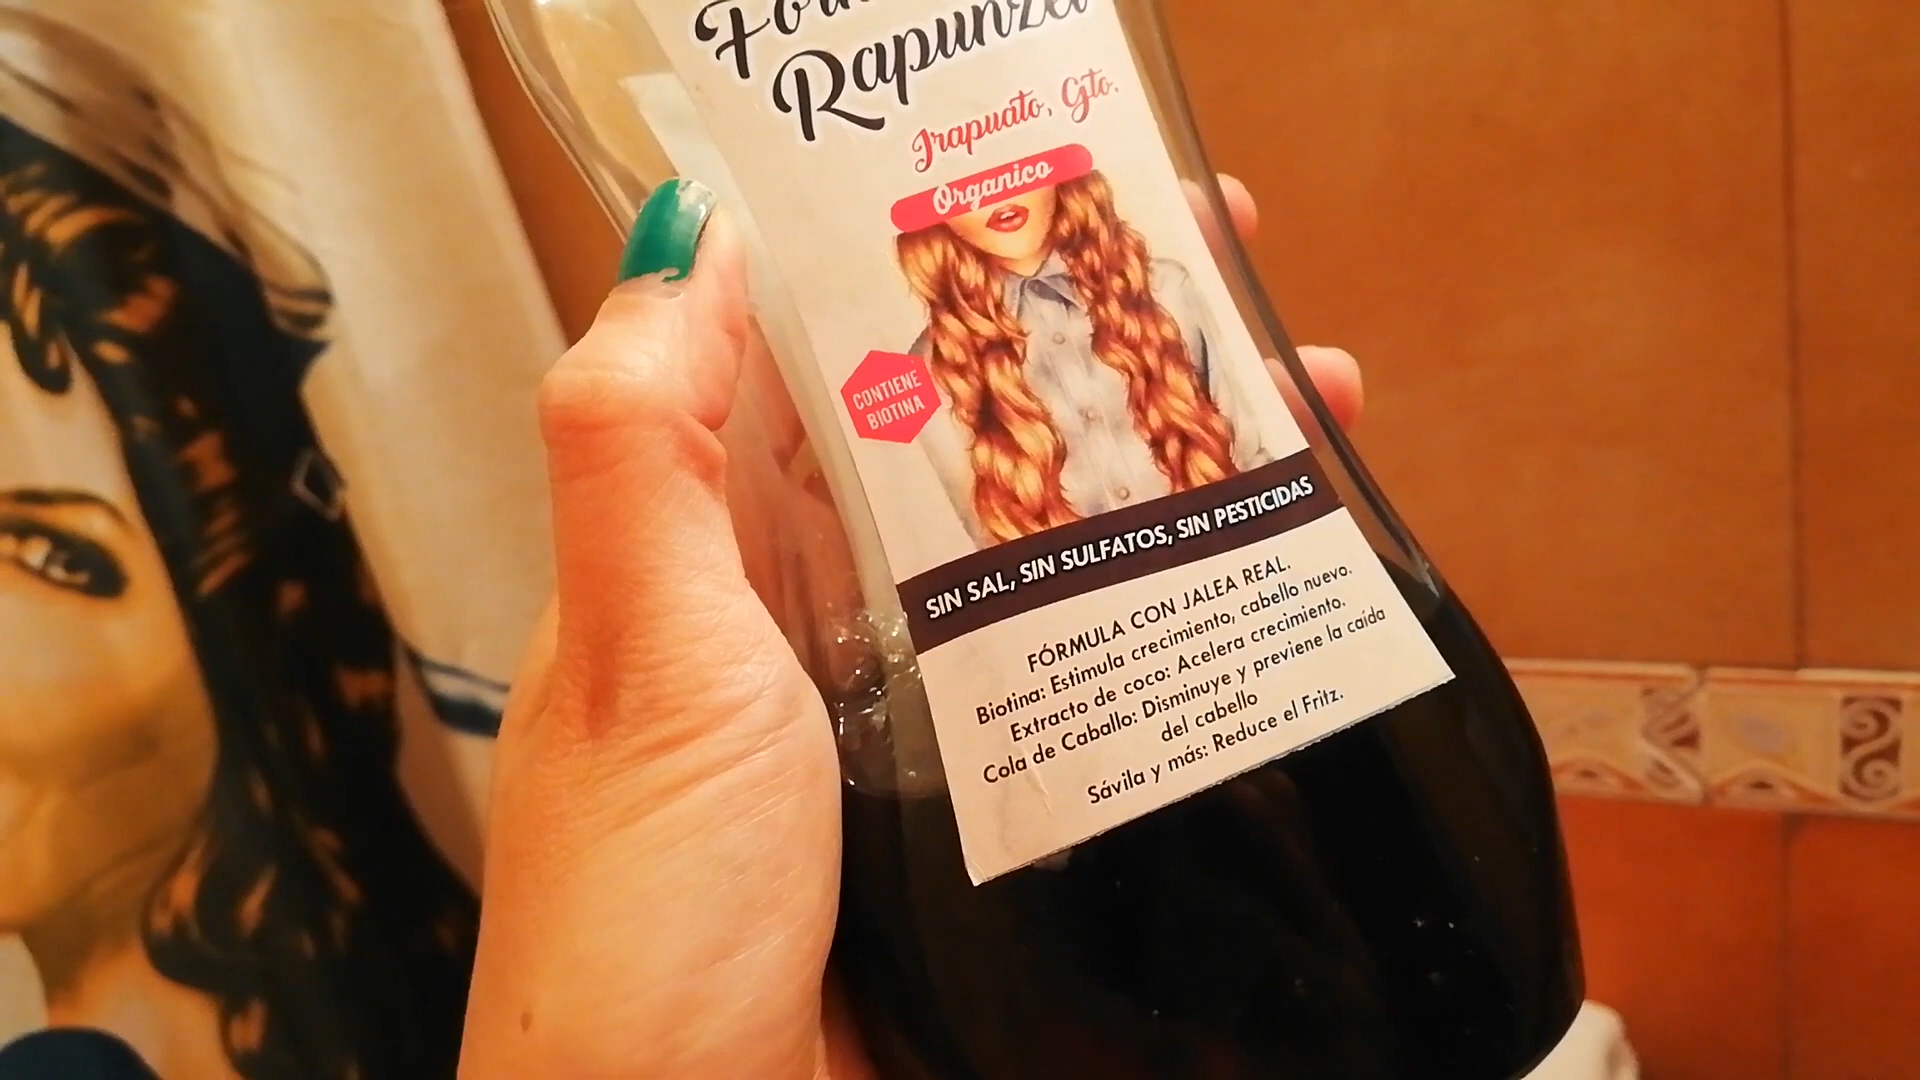 Rapunzel
Irapuato, Gto.
Organico
CONTIENE
BIOTINA
SIN SAL, SIN SULFATOS, SIN PESTICIDAS
FÓRMULA CON JALEA REAL.
Biotina: Estimula crecimiento, cabello nuevo.
Extracto de coco: Acelera crecimiento.
Cola de Caballo: Disminuye y previene la caída
del cabello
Sávila y más: Reduce el Fritz.